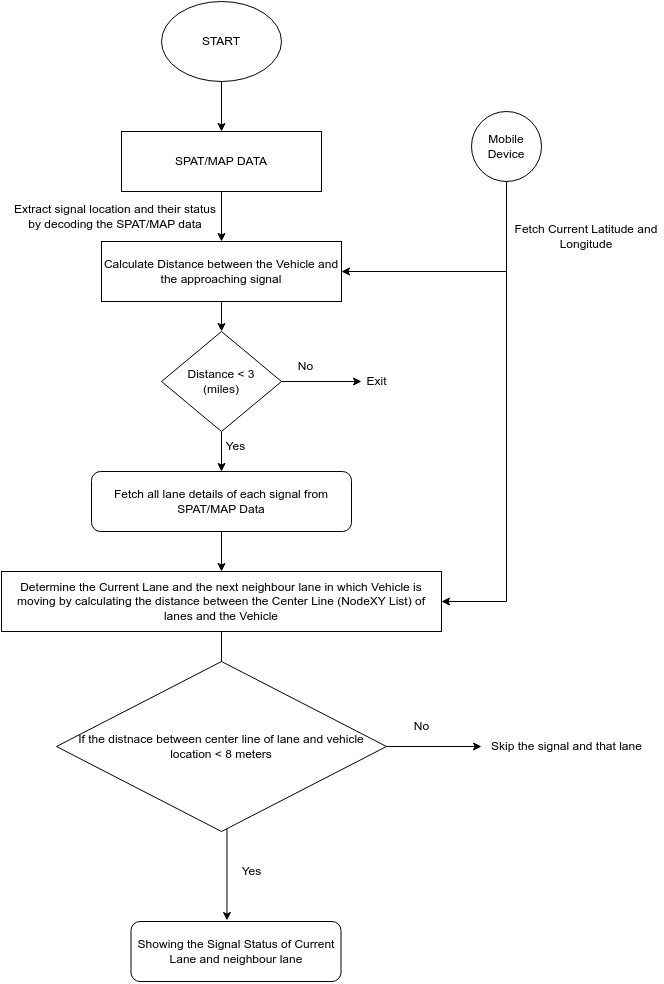 START
SPAT/MAP DATA
Mobile
Device
Extract signal location and their status
by decoding the SPAT/MAP data
Fetch Current Latitude and
Longitude
Calculate Distance between the Vehicle and
the approaching signal
Distance < 3
(miles)
No
Exit
Yes
Fetch all lane details of each signal from
SPAT/MAP Data
Determine the Current Lane and the next neighbour lane in which Vehicle is
moving by calculating the distance between the Center Line (NodeXY List) of
lanes and the Vehicle
If the distnace between center line of lane and vehicle
location < 8 meters
No
Skip the signal and that lane
Yes
Showing the Signal Status of Current
Lane and neighbour lane